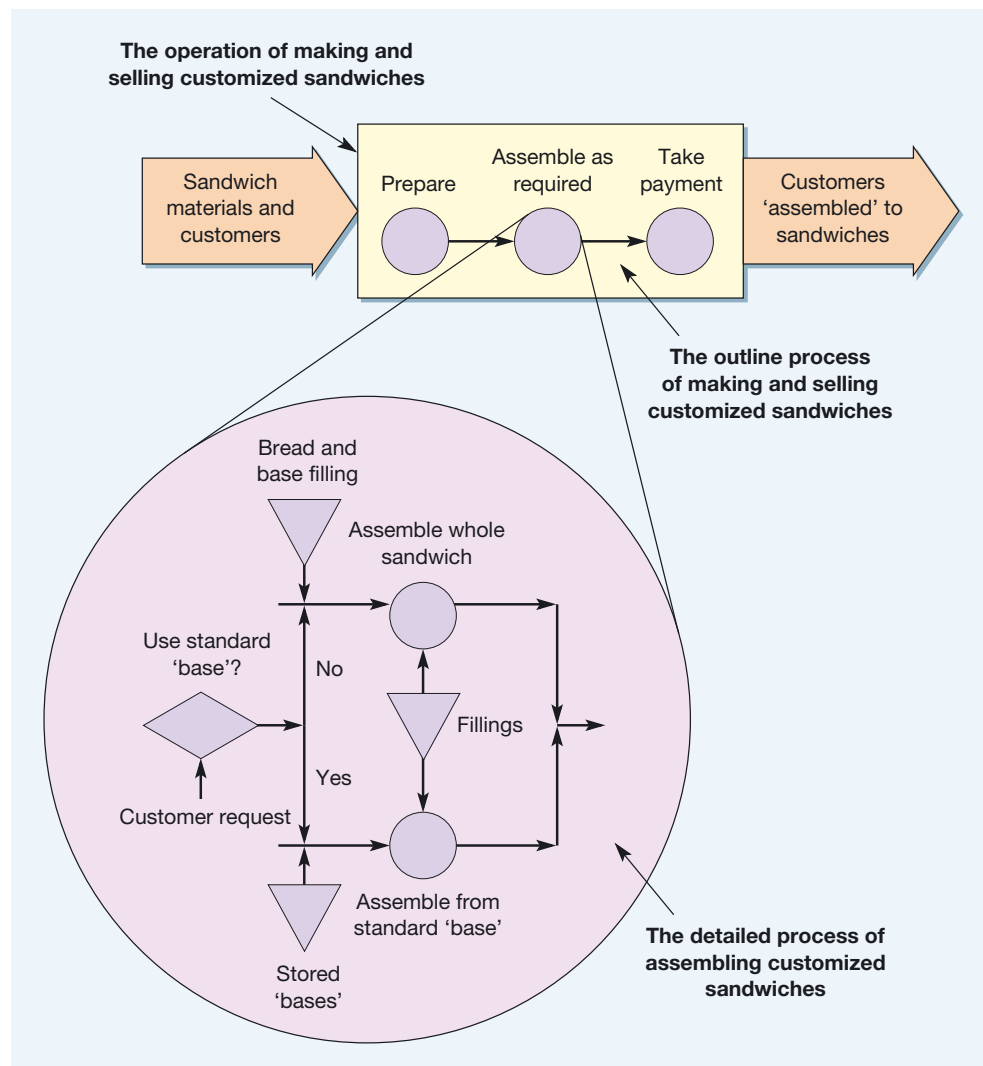 The operation of making and
selling customized sandwiches
Sandwich
materials and
customers
Prepare
Assemble as
required
Take
payment
Customers
‘assembled’ to
sandwiches
The outline process
of making and selling
customized sandwiches
Bread and
base filling
Assemble whole
sandwich
Use standard
‘base’?
No
Fillings
Yes
Customer request
Assemble from
standard ‘base’
Stored
‘bases’
The detailed process of
assembling customized
sandwiches